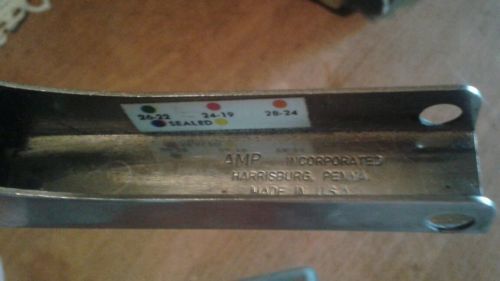 26-22 24-19 28-24
SEALED
AMP INCORPORATED
HARRISBURG, PENNA.
MADE IN U.S.A.